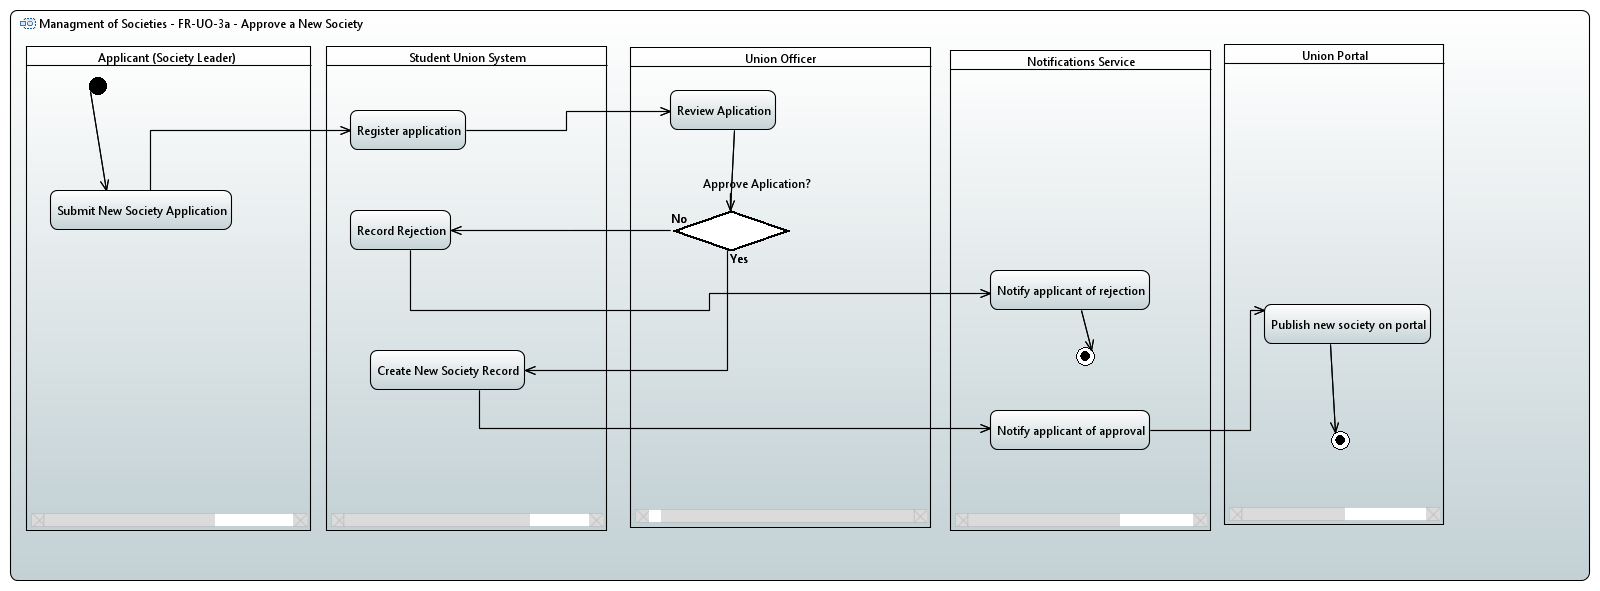 Managment of Societies - FR-UO-3a - Approve a New Society
Applicant (Society Leader)
Student Union System
Union Officer
Notifications Service
Union Portal
Submit New Society Application
Register application
Review Aplication
Approve Aplication?
No
Yes
Record Rejection
Create New Society Record
Notify applicant of rejection
Notify applicant of approval
Publish new society on portal